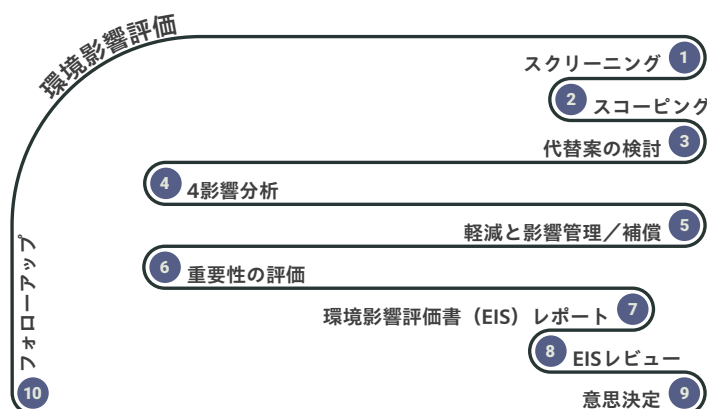 環境影響評価
スクリーニング 1
2 スコーピング
代替案の検討 3
4 4影響分析
軽減と影響管理／補償 5
6 重要性の評価
環境影響評価書（EIS）レポート 7
8 EISレビュー
意思決定 9
10 フォローアップ